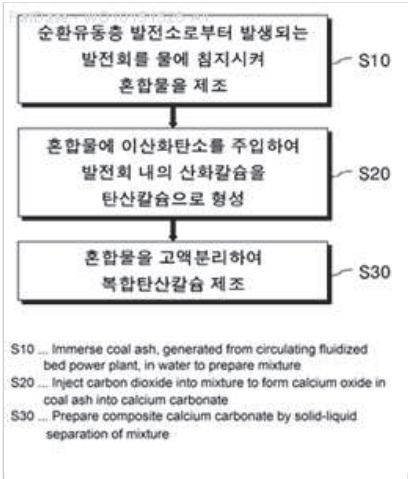 순환유동층 발전소로부터 발생되는
발전회를 물에 침지시켜
혼합물을 제조
S10
혼합물에 이산화탄소를 주입하여
발전회 내의 산화칼슘을
탄산칼슘으로 형성
S20
혼합물을 고액분리하여
복합탄산칼슘 제조
S30
S10 ... Immerse coal ash, generated from circulating fluidized
bed power plant, in water to prepare mixture
S20 ... Inject carbon dioxide into mixture to form calcium oxide in
coal ash into calcium carbonate
S30 ... Prepare composite calcium carbonate by solid-liquid
separation of mixture